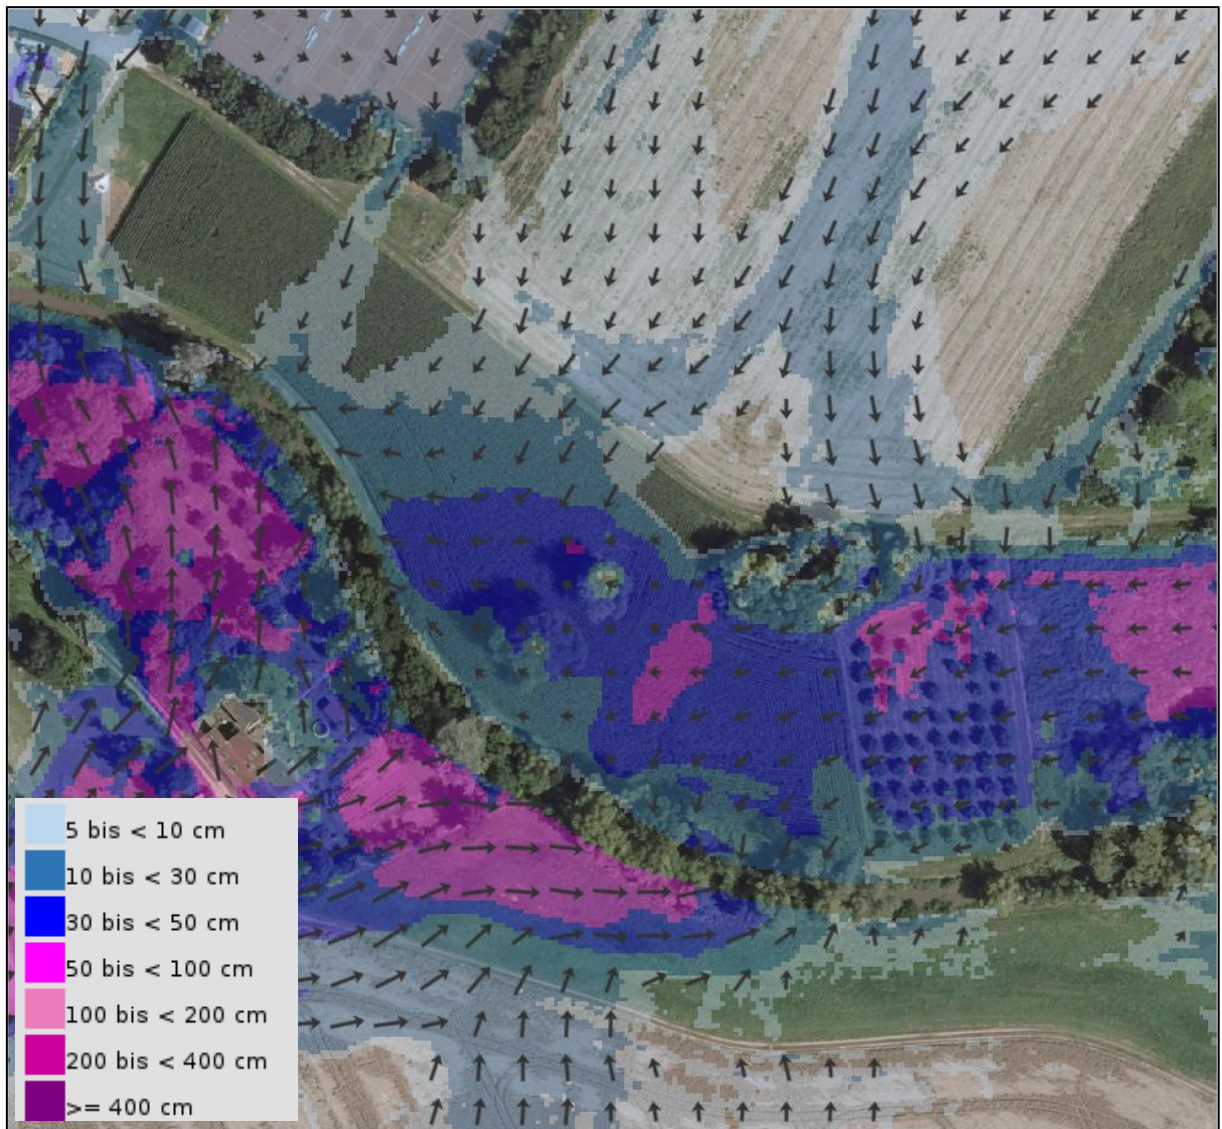 5 bis < 10 cm
10 bis < 30 cm
30 bis < 50 cm
50 bis < 100 cm
100 bis < 200 cm
200 bis < 400 cm
>= 400 cm